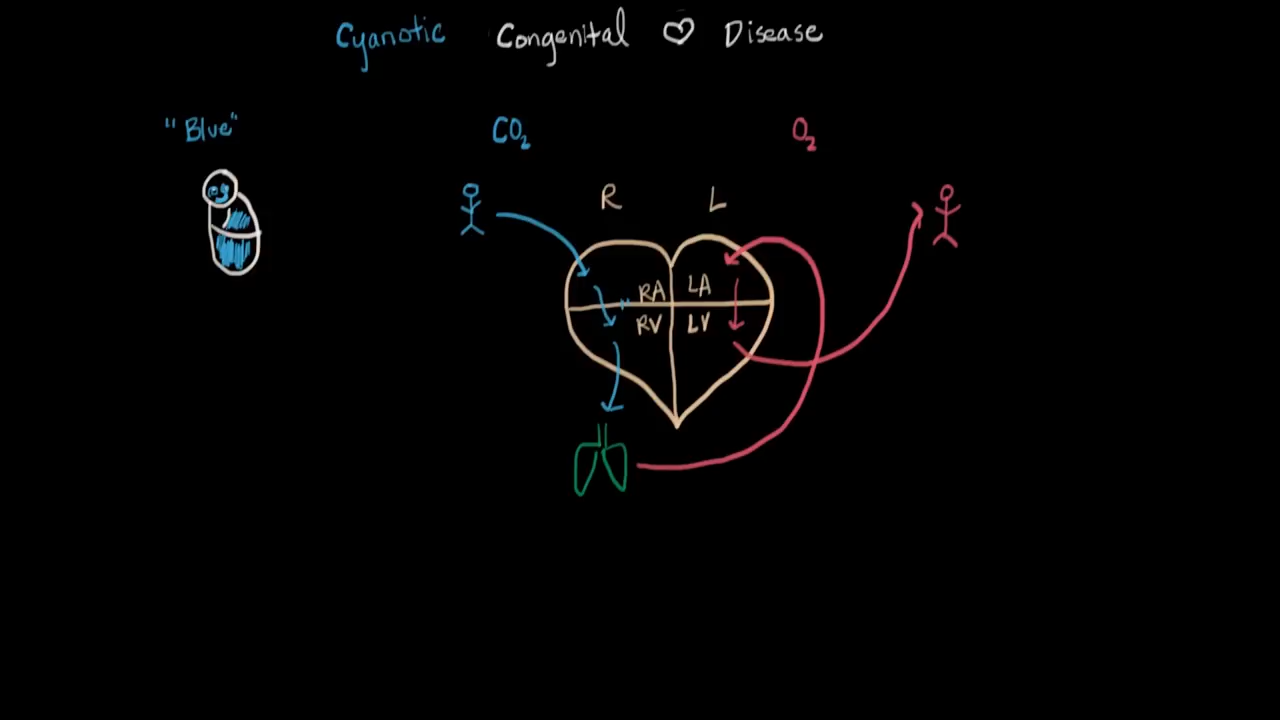 Cyanotic Congenital ♡ Disease
"Blue"
CO₂
O₂
R L
RA LA
RV LV